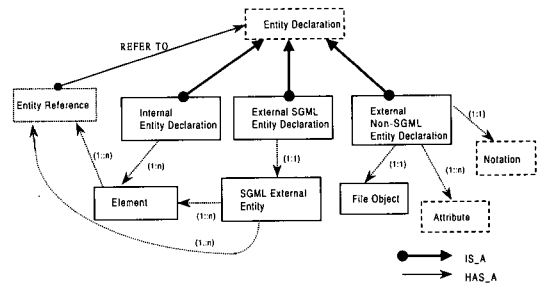 Entity Declaration
REFER TO
Entity Reference
Internal
Entity Declaration
External SGML
Entity Declaration
External
Non-SGML
Entity Declaration
(1::1)
Notation
(1::n)
(1::n)
(1::1)
(1::1)
(1::n)
Element
(1::n)
SGML External
Entity
File Object
Attribute
(1::n)
IS_A
HAS_A